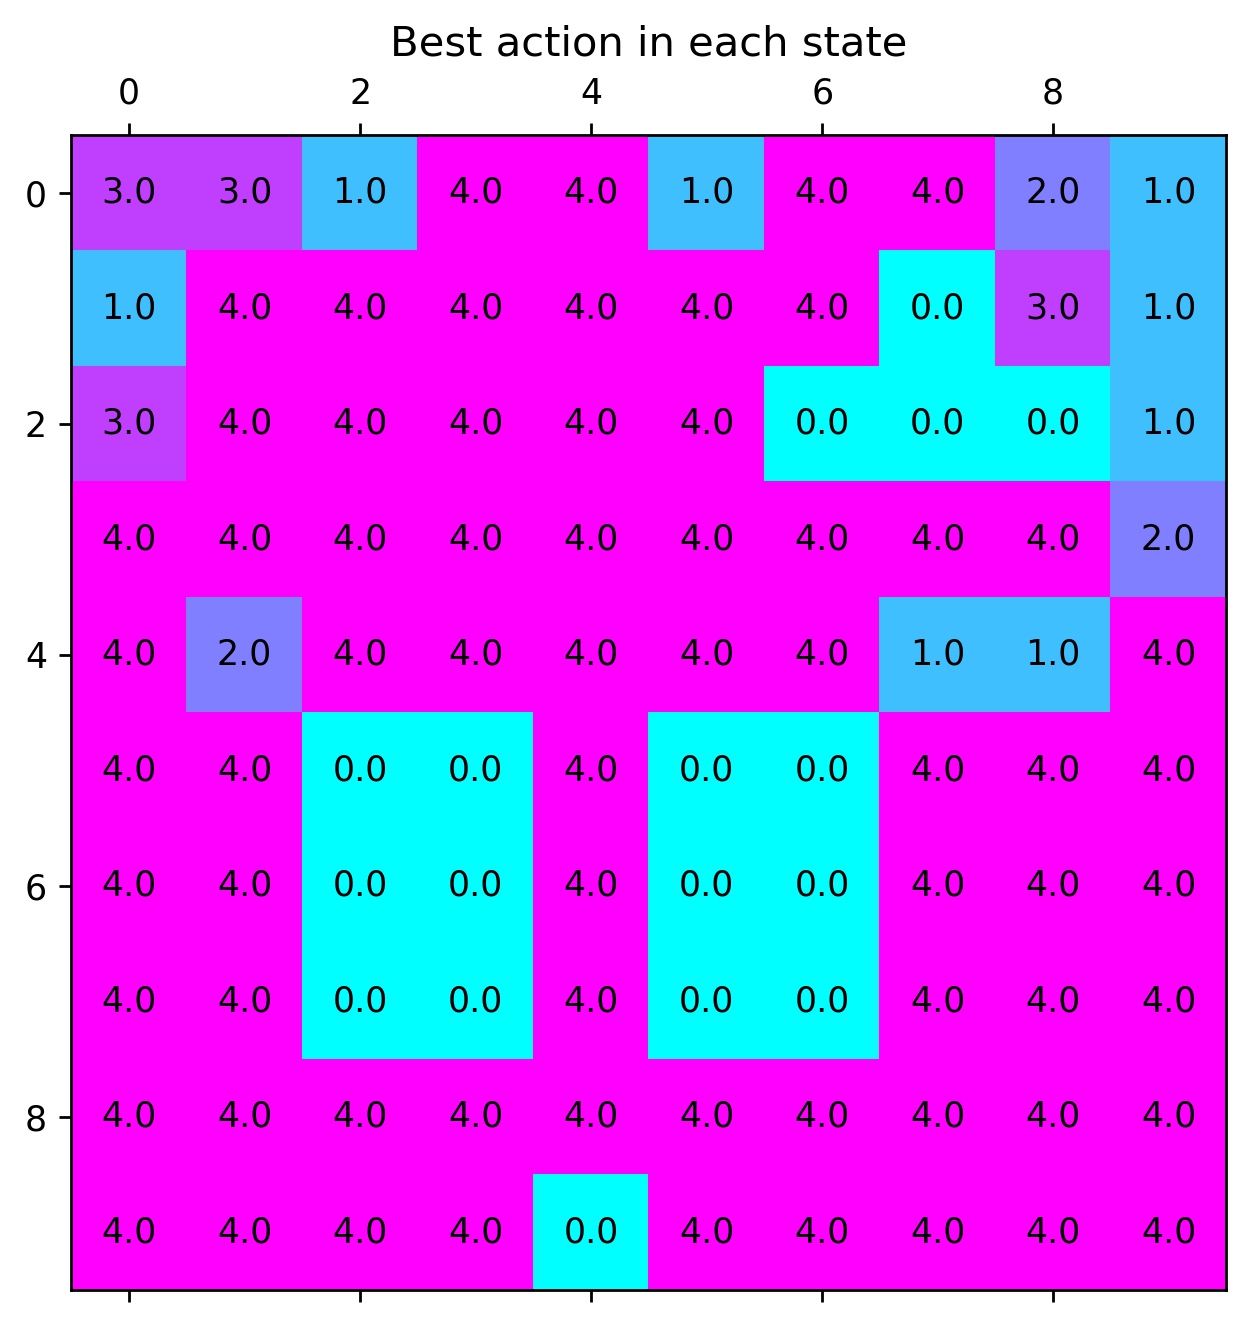 Best action in each state
0 2 4 6 8
0 3.0 3.0 1.0 4.0 4.0 1.0 4.0 4.0 2.0 1.0
1.0 4.0 4.0 4.0 4.0 4.0 4.0 0.0 3.0 1.0
2 3.0 4.0 4.0 4.0 4.0 4.0 0.0 0.0 0.0 1.0
4.0 4.0 4.0 4.0 4.0 4.0 4.0 4.0 4.0 2.0
4 4.0 2.0 4.0 4.0 4.0 4.0 4.0 1.0 1.0 4.0
4.0 4.0 0.0 0.0 4.0 0.0 0.0 4.0 4.0 4.0
6 4.0 4.0 0.0 0.0 4.0 0.0 0.0 4.0 4.0 4.0
4.0 4.0 0.0 0.0 4.0 0.0 0.0 4.0 4.0 4.0
8 4.0 4.0 4.0 4.0 4.0 4.0 4.0 4.0 4.0 4.0
4.0 4.0 4.0 4.0 0.0 4.0 4.0 4.0 4.0 4.0